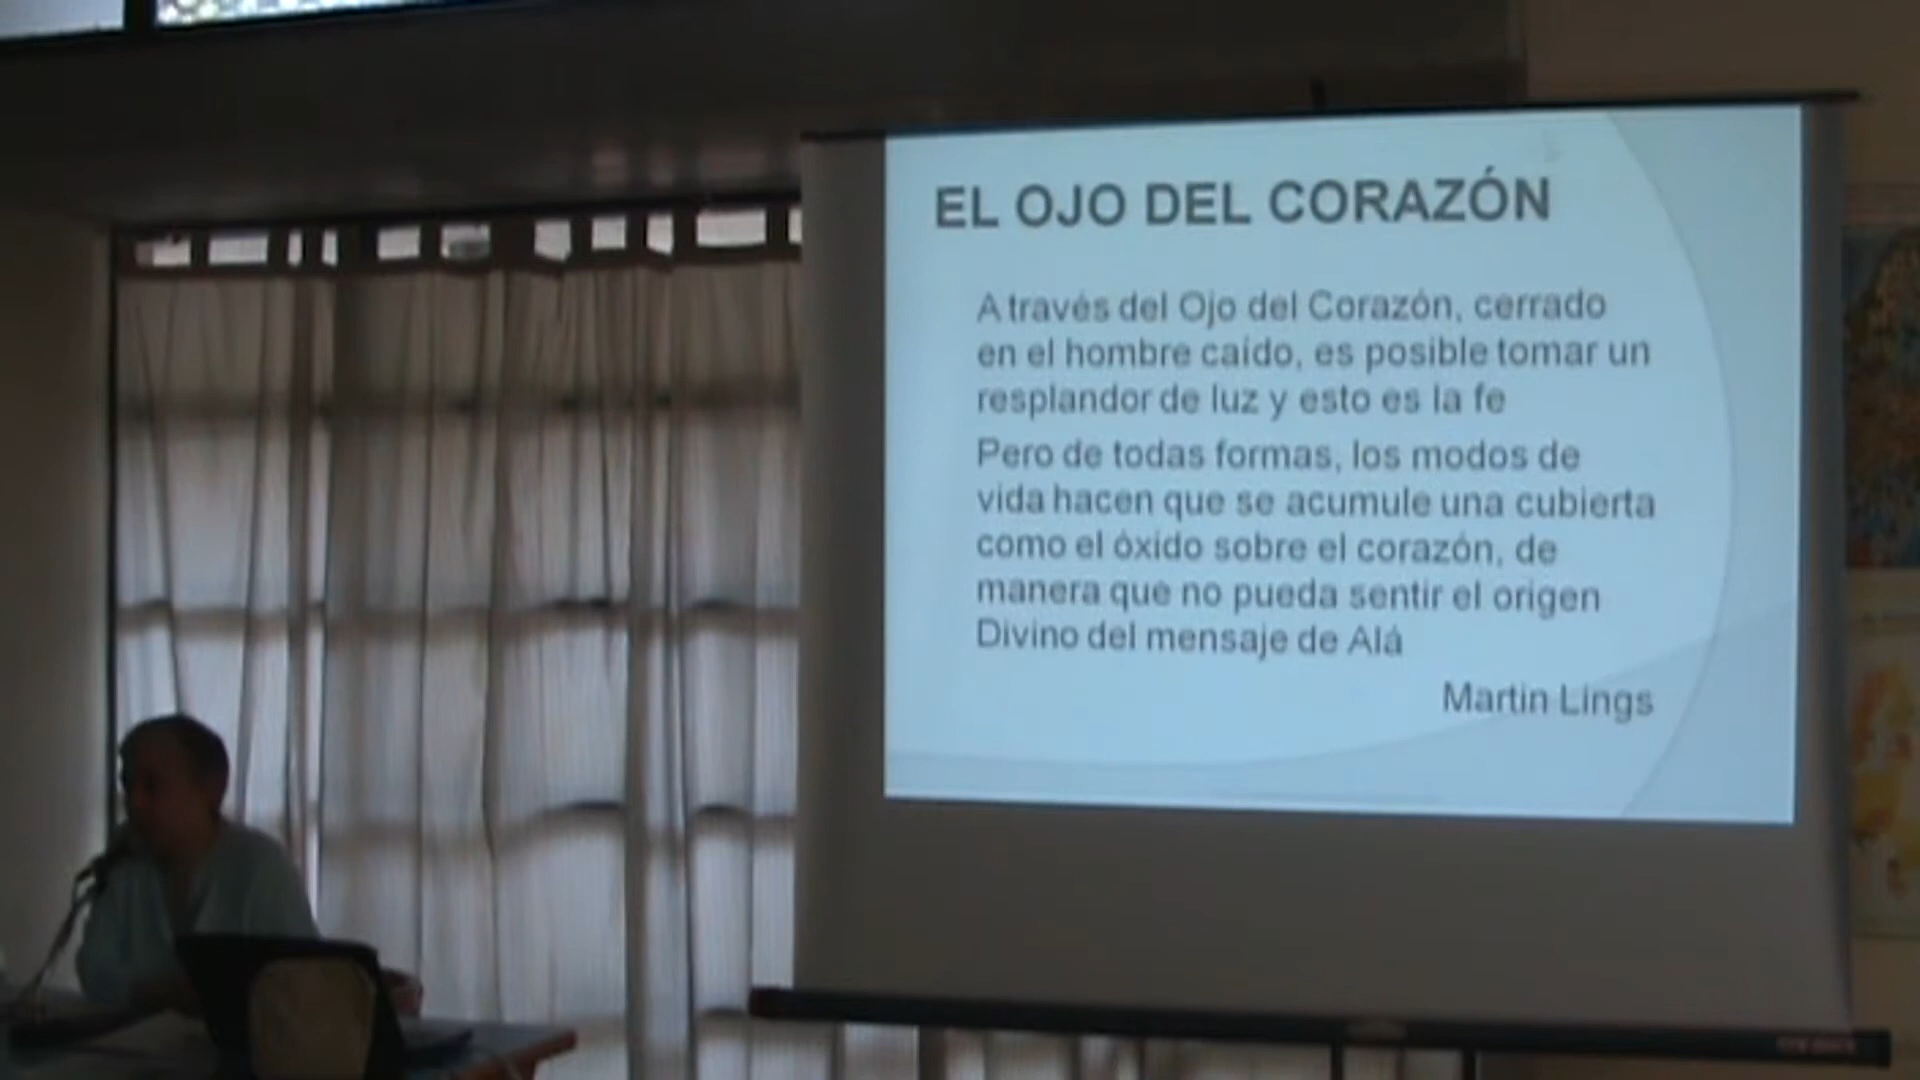 EL OJO DEL CORAZÓN
A través del Ojo del Corazón, cerrado
en el hombre caído, es posible tomar un
resplandor de luz y esto es la fe
Pero de todas formas, los modos de
vida hacen que se acumule una cubierta
como el óxido sobre el corazón, de
manera que no pueda sentir el origen
Divino del mensaje de Alá
Martin Lings